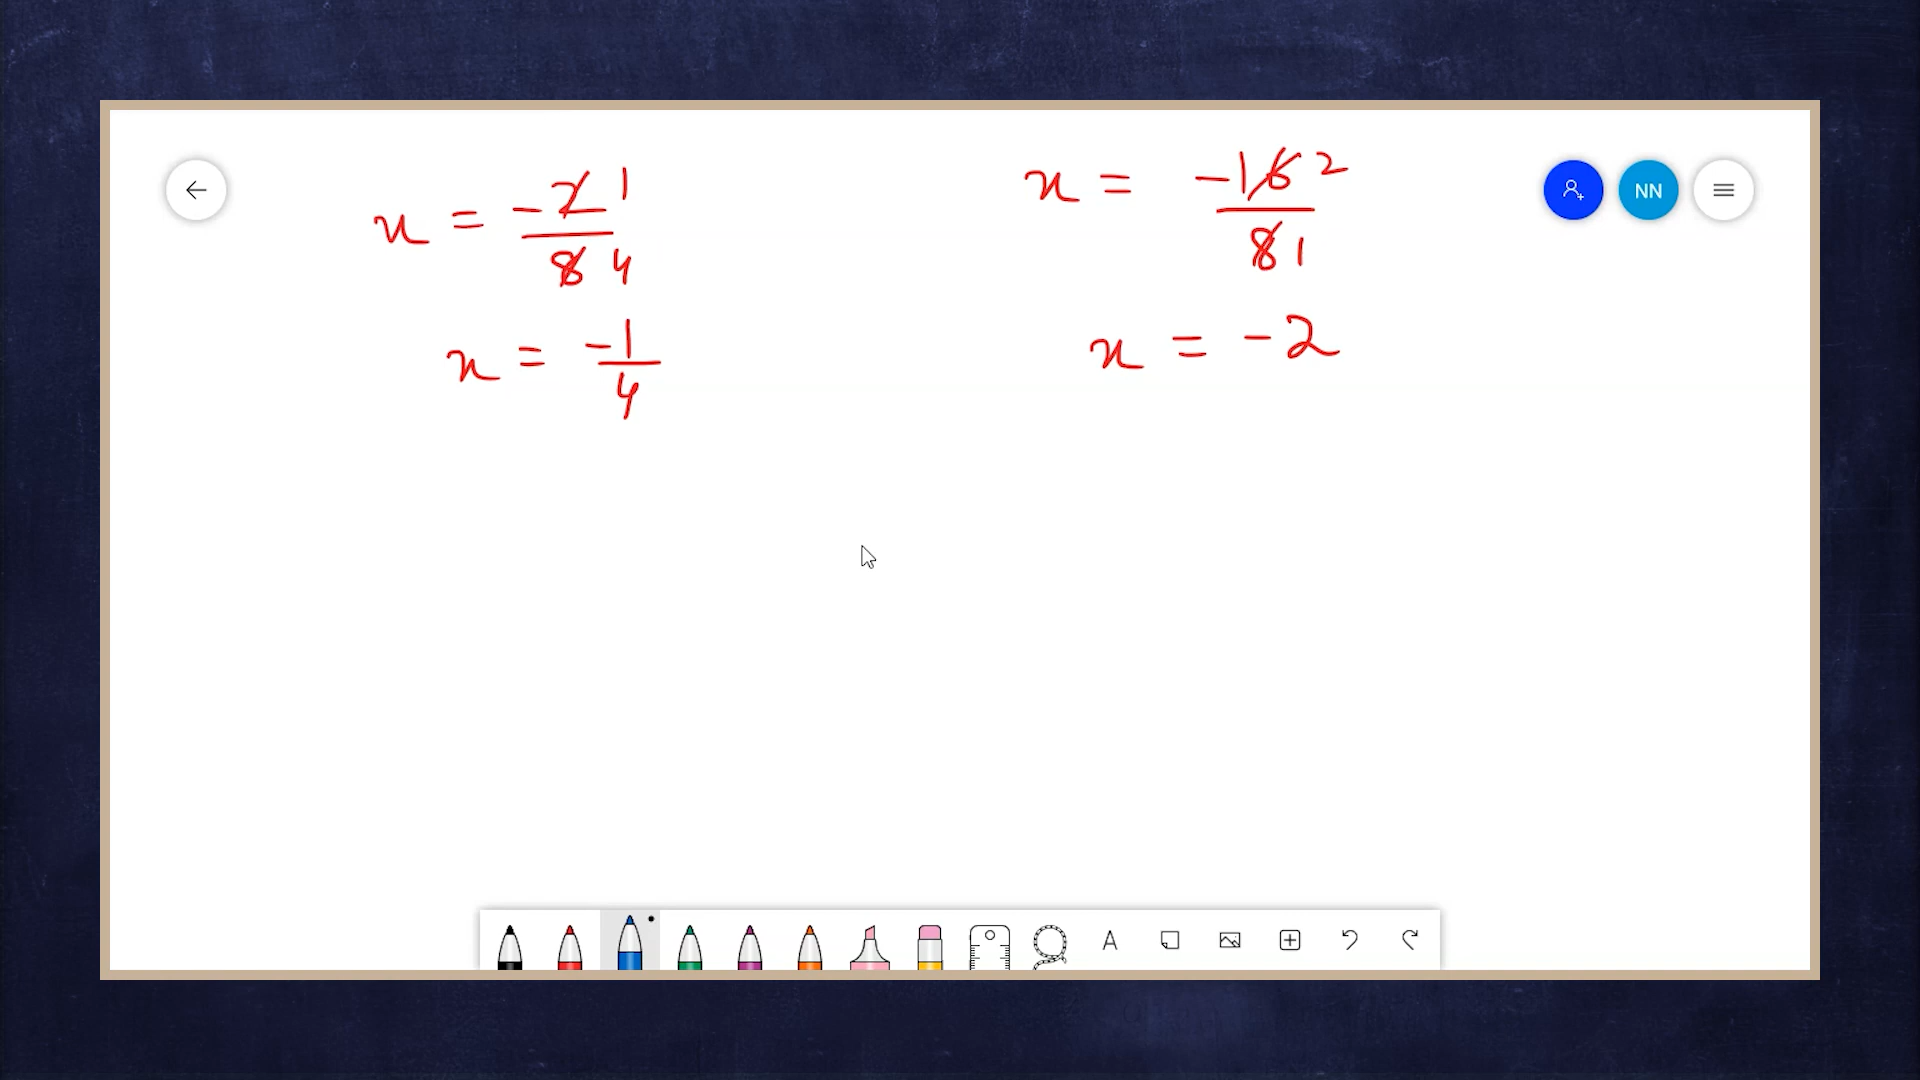 x = -2/8 1 4
x = -1/4
x = -16/8 2 1
x = -2
NN
A